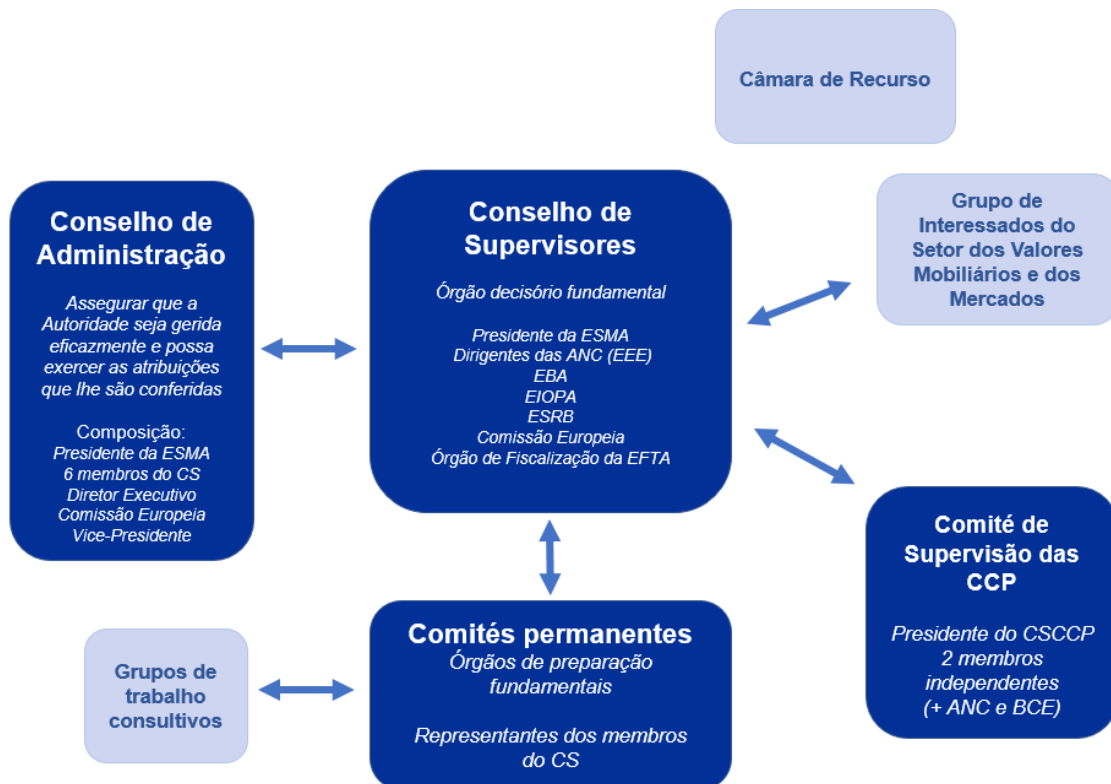 Câmara de Recurso
Conselho de
Administração
Assegurar que a
Autoridade seja gerida
eficazmente e possa
exercer as atribuições
que lhe são conferidas
Composição:
Presidente da ESMA
6 membros do CS
Diretor Executivo
Comissão Europeia
Vice-Presidente
Conselho de
Supervisores
Órgão decisório fundamental
Presidente da ESMA
Dirigentes das ANC (EEE)
EBA
EIOPA
ESRB
Comissão Europeia
Órgão de Fiscalização da EFTA
Grupo de
Interessados do
Setor dos Valores
Mobiliários e dos
Mercados
Comité de
Supervisão das
CCP
Presidente do CSCCP
2 membros
independentes
(+ ANC e BCE)
Grupos de
trabalho
consultivos
Comités permanentes
Órgãos de preparação
fundamentais
Representantes dos membros
do CS